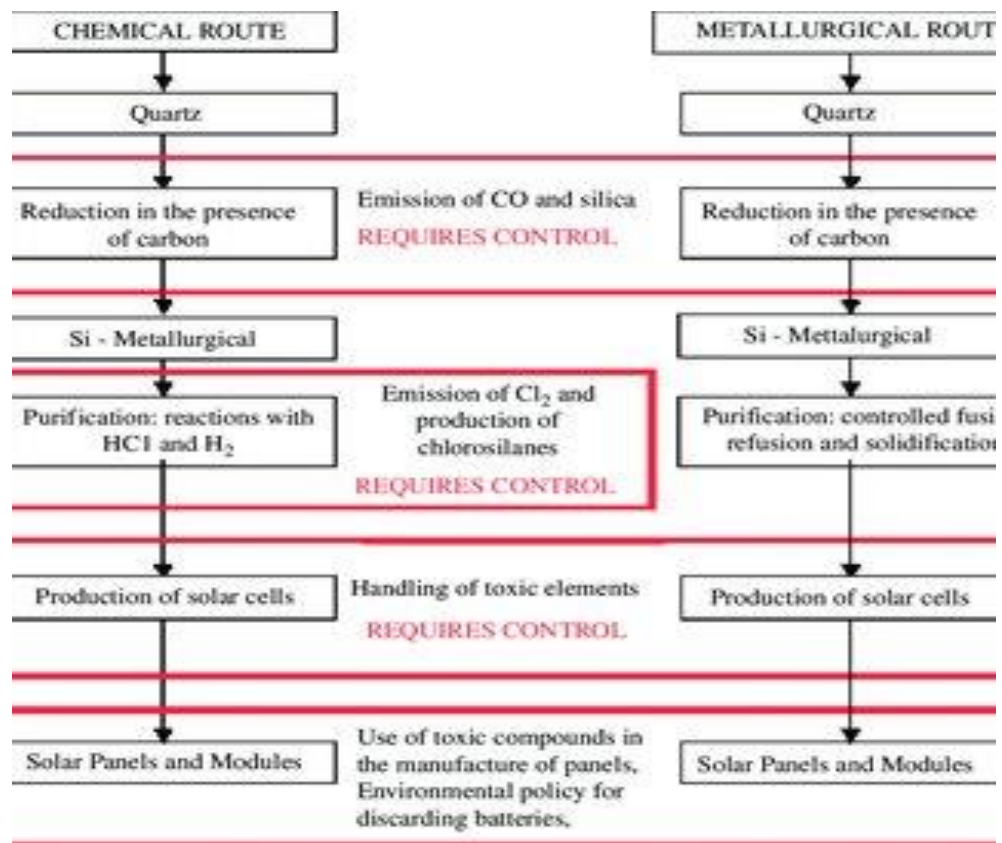 CHEMICAL ROUTE
Quartz
Reduction in the presence
of carbon
Si - Metallurgical
Purification: reactions with
HCl and H2
Production of solar cells
Solar Panels and Modules
Emission of CO and silica
REQUIRES CONTROL
Emission of Cl2 and
production of
chlorosilanes
REQUIRES CONTROL
Handling of toxic elements
REQUIRES CONTROL
Use of toxic compounds in
the manufacture of panels,
Environmental policy for
discarding batteries,
METALLURGICAL ROUT
Quartz
Reduction in the presence
of carbon
Si - Mettalurgical
Purification: controlled fusi
refusion and solidification
Production of solar cells
Solar Panels and Modules